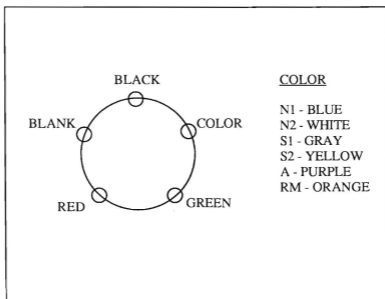 BLACK
BLANK
COLOR
RED
GREEN
COLOR
N1 - BLUE
N2 - WHITE
S1 - GRAY
S2 - YELLOW
A - PURPLE
RM - ORANGE